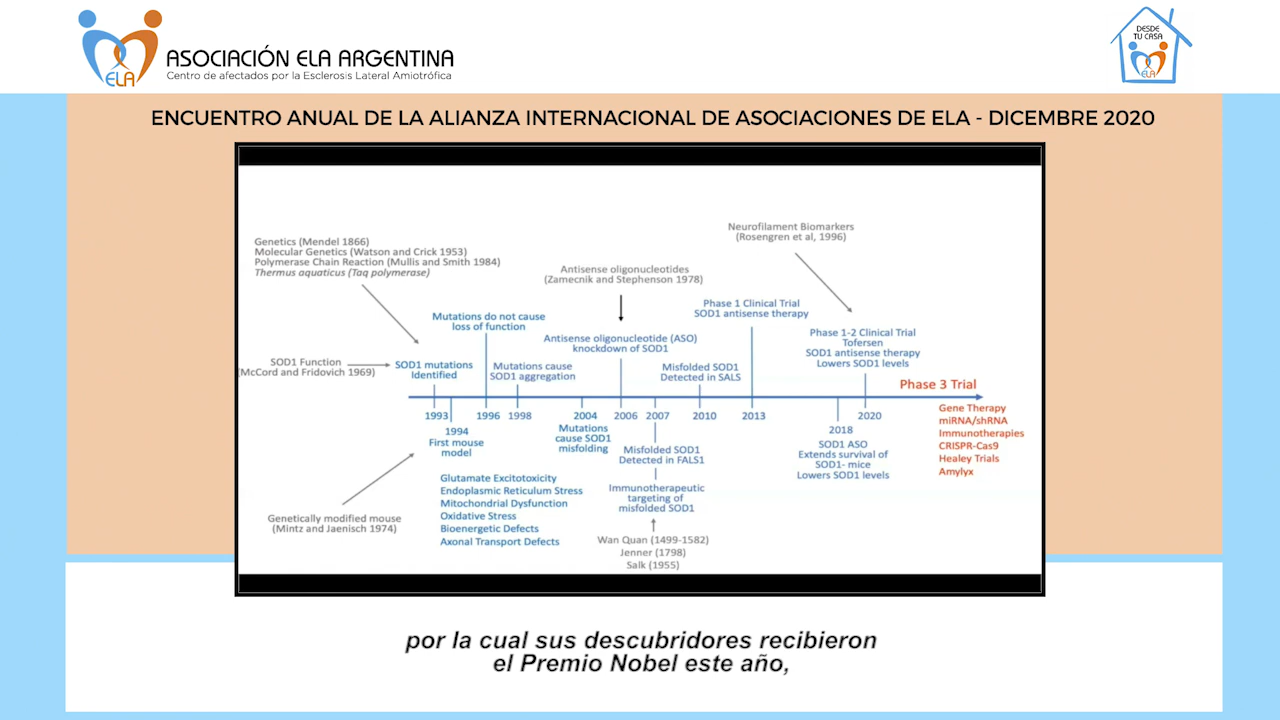 ELA
ASOCIACIÓN ELA ARGENTINA
Centro de afectados por la Esclerosis Lateral Amiotrófica
DESDE
TU CASA
ELA
ENCUENTRO ANUAL DE LA ALIANZA INTERNACIONAL DE ASOCIACIONES DE ELA - DICEMBRE 2020
Genetics (Mendel 1866)
Molecular Genetics (Watson and Crick 1953)
Polymerase Chain Reaction (Mullis and Smith 1984)
Thermus aquaticus (Taq polymerase)
Neurofilament Biomarkers
(Rosengren et al, 1996)
Antisense oligonucleotides
(Zamecnik and Stephenson 1978)
Mutations do not cause
loss of function
Phase 1 Clinical Trial
SOD1 antisense therapy
Antisense oligonucleotide (ASO)
knockdown of SOD1
Phase 1-2 Clinical Trial
Tofersen
SOD1 antisense therapy
Lowers SOD1 levels
SOD1 Function
(McCord and Fridovich 1969)
SOD1 mutations
Identified
Mutations cause
SOD1 aggregation
Misfolded SOD1
Detected in SALS
Phase 3 Trial
1993
1996
1998
2004
2006
2007
2010
2013
2020
1994
First mouse
model
Mutations
cause SOD1
misfolding
Misfolded SOD1
Detected in FALS1
2018
SOD1 ASO
Extends survival of
SOD1- mice
Lowers SOD1 levels
Gene Therapy
miRNA/shRNA
Immunotherapies
CRISPR-Cas9
Healey Trials
Amylyx
Glutamate Excitotoxicity
Endoplasmic Reticulum Stress
Mitochondrial Dysfunction
Oxidative Stress
Bioenergetic Defects
Axonal Transport Defects
Immunotherapeutic
targeting of
misfolded SOD1
Genetically modified mouse
(Mintz and Jaenisch 1974)
Wan Quan (1499-1582)
Jenner (1798)
Salk (1955)
por la cual sus descubridores recibieron
el Premio Nobel este año,